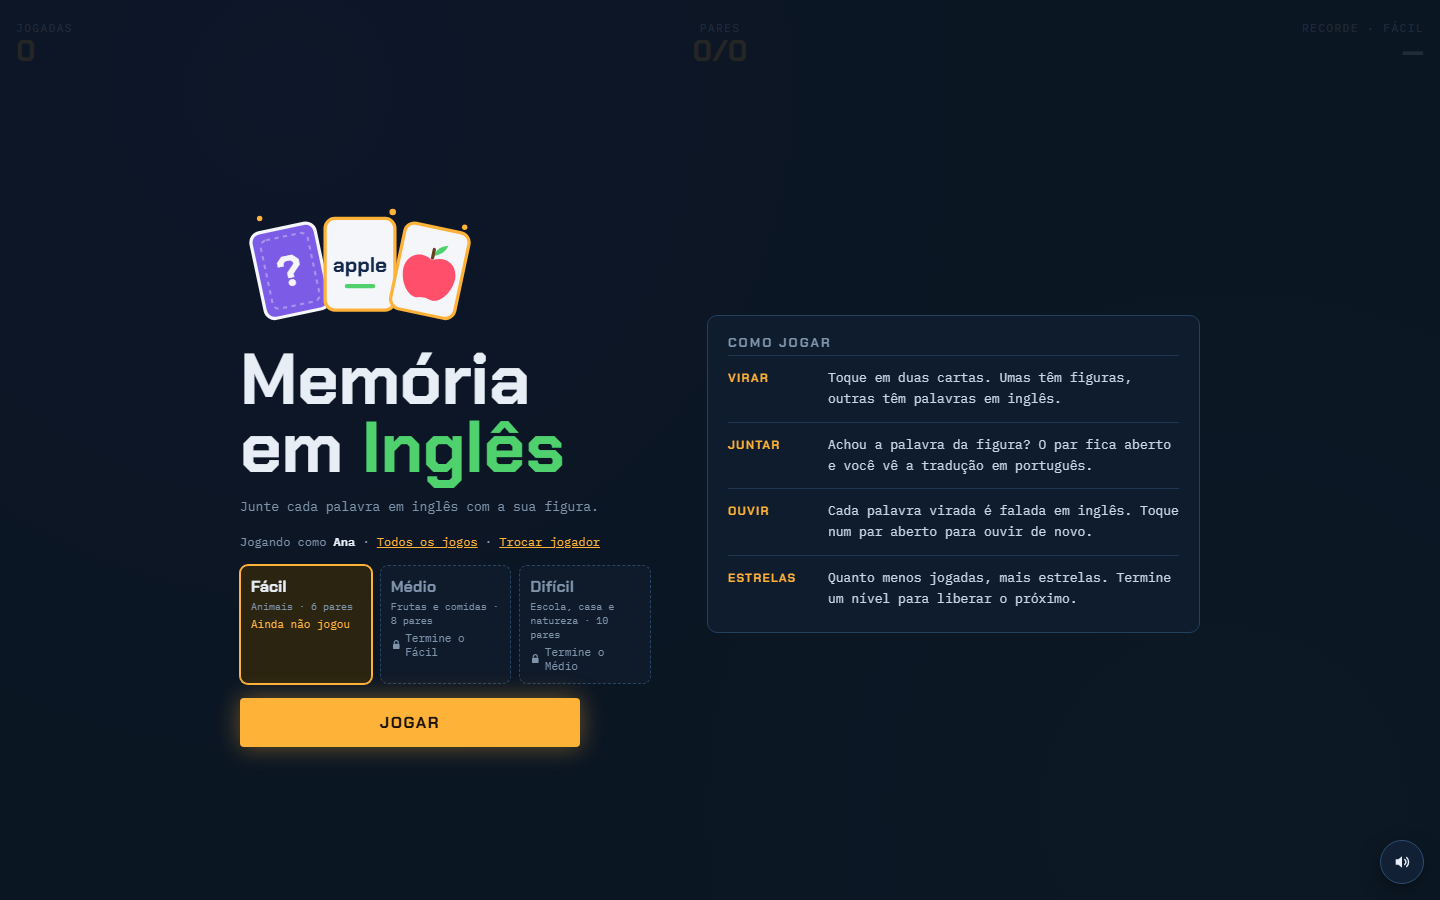 JOGADAS
0
PARES
0/0
RECORDE · FÁCIL
—
?
apple
Memória
em Inglês
Junte cada palavra em inglês com a sua figura.
Jogando como Ana · Todos os jogos · Trocar jogador
Fácil
Animais · 6 pares
Ainda não jogou
Médio
Frutas e comidas ·
8 pares
Termine o
Fácil
Difícil
Escola, casa e
natureza · 10
pares
Termine o
Médio
JOGAR
COMO JOGAR
VIRAR
Toque em duas cartas. Umas têm figuras,
outras têm palavras em inglês.
JUNTAR
Achou a palavra da figura? O par fica aberto
e você vê a tradução em português.
OUVIR
Cada palavra virada é falada em inglês. Toque
num par aberto para ouvir de novo.
ESTRELAS
Quanto menos jogadas, mais estrelas. Termine
um nível para liberar o próximo.